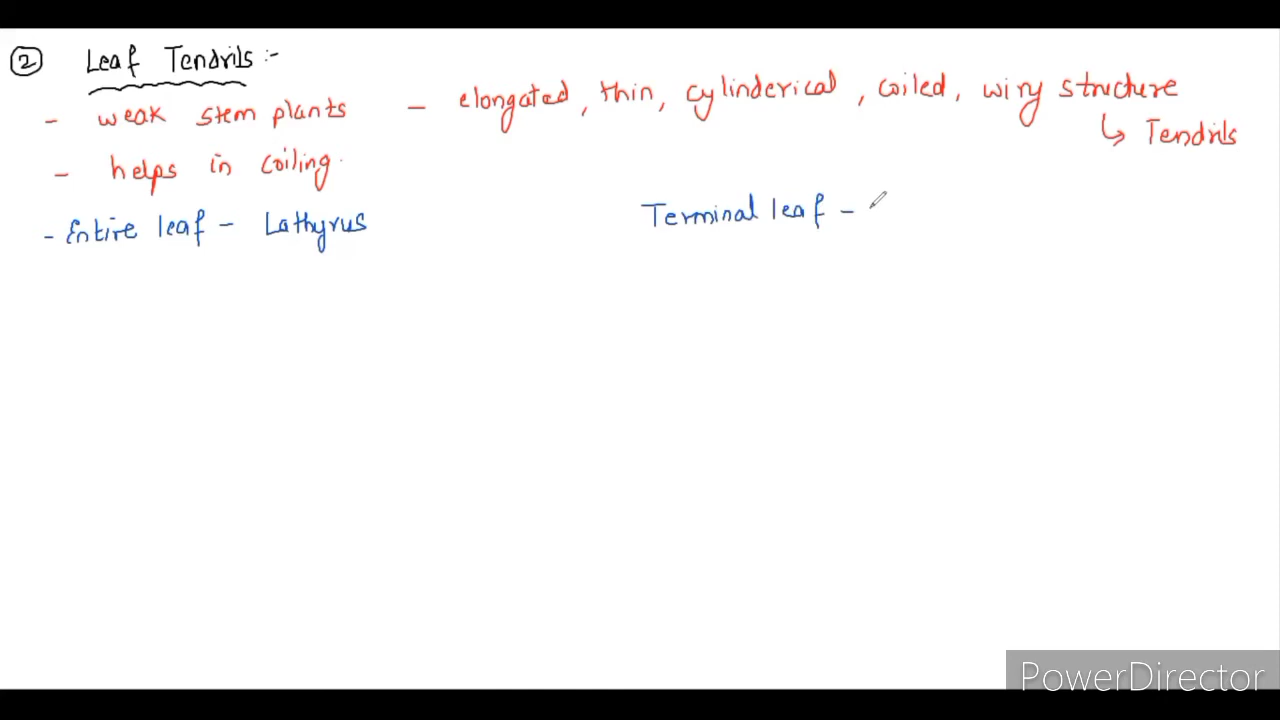 ② Leaf Tendrils :-
- weak stem plants - elongated, thin, cylinderical, coiled, wiry structure
↳ Tendrils
- helps in coiling.
- Entire leaf - Lathyrus Terminal leaf -
PowerDirector